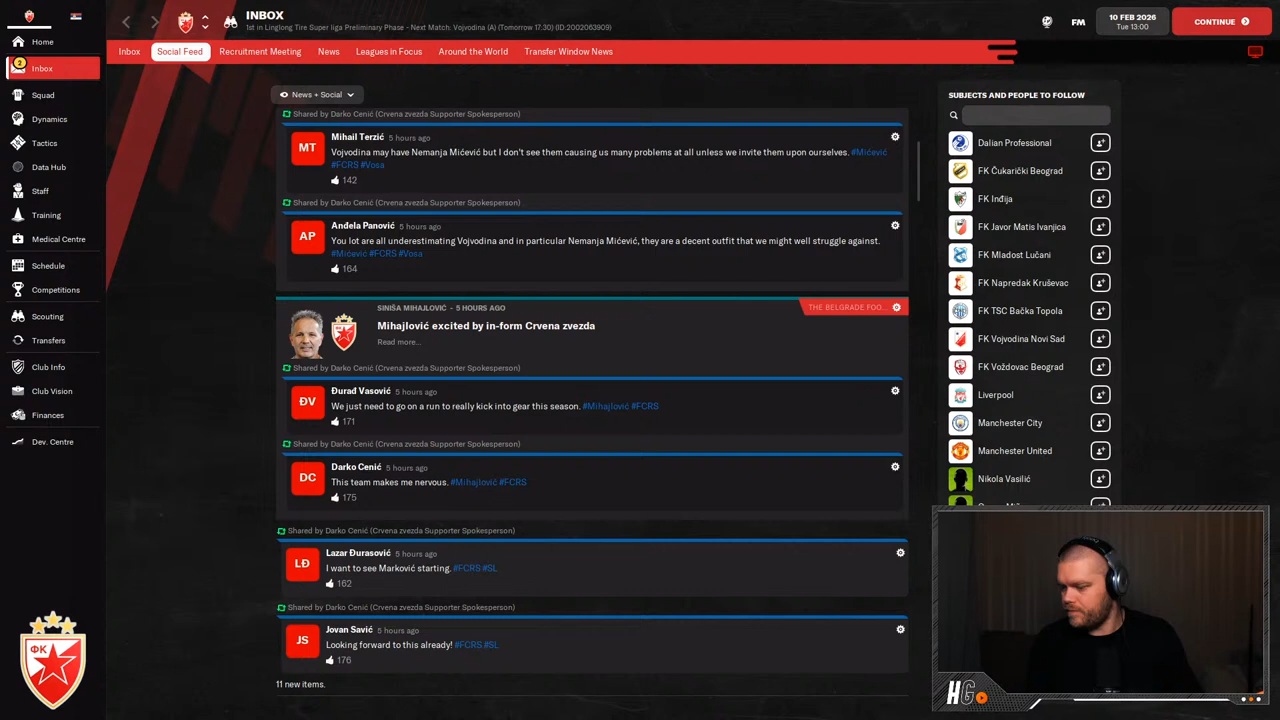 INBOX
1st in Linglong Tire Super liga Preliminary Phase - Next Match: Vojvodina (A) (Tomorrow 17:30) (ID:2002063909)
FM
10 FEB 2026
Tue 13:00
CONTINUE
Home
2
Inbox
Squad
Dynamics
Tactics
Data Hub
Staff
Training
Medical Centre
Schedule
Competitions
Scouting
Transfers
Club Info
Club Vision
Finances
Dev. Centre
ФК
Inbox
Social Feed
Recruitment Meeting
News
Leagues in Focus
Around the World
Transfer Window News
News + Social
Shared by Darko Cenić (Crvena zvezda Supporter Spokesperson)
MT
Mihail Terzić 5 hours ago
Vojvodina may have Nemanja Mićević but I don't see them causing us many problems at all unless we invite them upon ourselves. #Mićević
#FCRS #Vosa
142
Shared by Darko Cenić (Crvena zvezda Supporter Spokesperson)
AP
Anđela Panović 5 hours ago
You lot are all underestimating Vojvodina and in particular Nemanja Mićević, they are a decent outfit that we might well struggle against.
#Mićević #FCRS #Vosa
164
SINIŠA MIHAJLOVIĆ - 5 HOURS AGO
THE BELGRADE FOO...
Mihajlović excited by in-form Crvena zvezda
Read more...
Shared by Darko Cenić (Crvena zvezda Supporter Spokesperson)
ĐV
Đurađ Vasović 5 hours ago
We just need to go on a run to really kick into gear this season. #Mihajlović #FCRS
171
Shared by Darko Cenić (Crvena zvezda Supporter Spokesperson)
DC
Darko Cenić 5 hours ago
This team makes me nervous. #Mihajlović #FCRS
175
Shared by Darko Cenić (Crvena zvezda Supporter Spokesperson)
LĐ
Lazar Đurasović 5 hours ago
I want to see Marković starting. #FCRS #SL
162
Shared by Darko Cenić (Crvena zvezda Supporter Spokesperson)
JS
Jovan Savić 5 hours ago
Looking forward to this already! #FCRS #SL
176
11 new items.
SUBJECTS AND PEOPLE TO FOLLOW
Dalian Professional
FK Čukarički Beograd
FK Inđija
FK Javor Matis Ivanjica
FK Mladost Lučani
FK Napredak Kruševac
FK TSC Bačka Topola
FK Vojvodina Novi Sad
FK Voždovac Beograd
Liverpool
Manchester City
Manchester United
Nikola Vasilić
HG